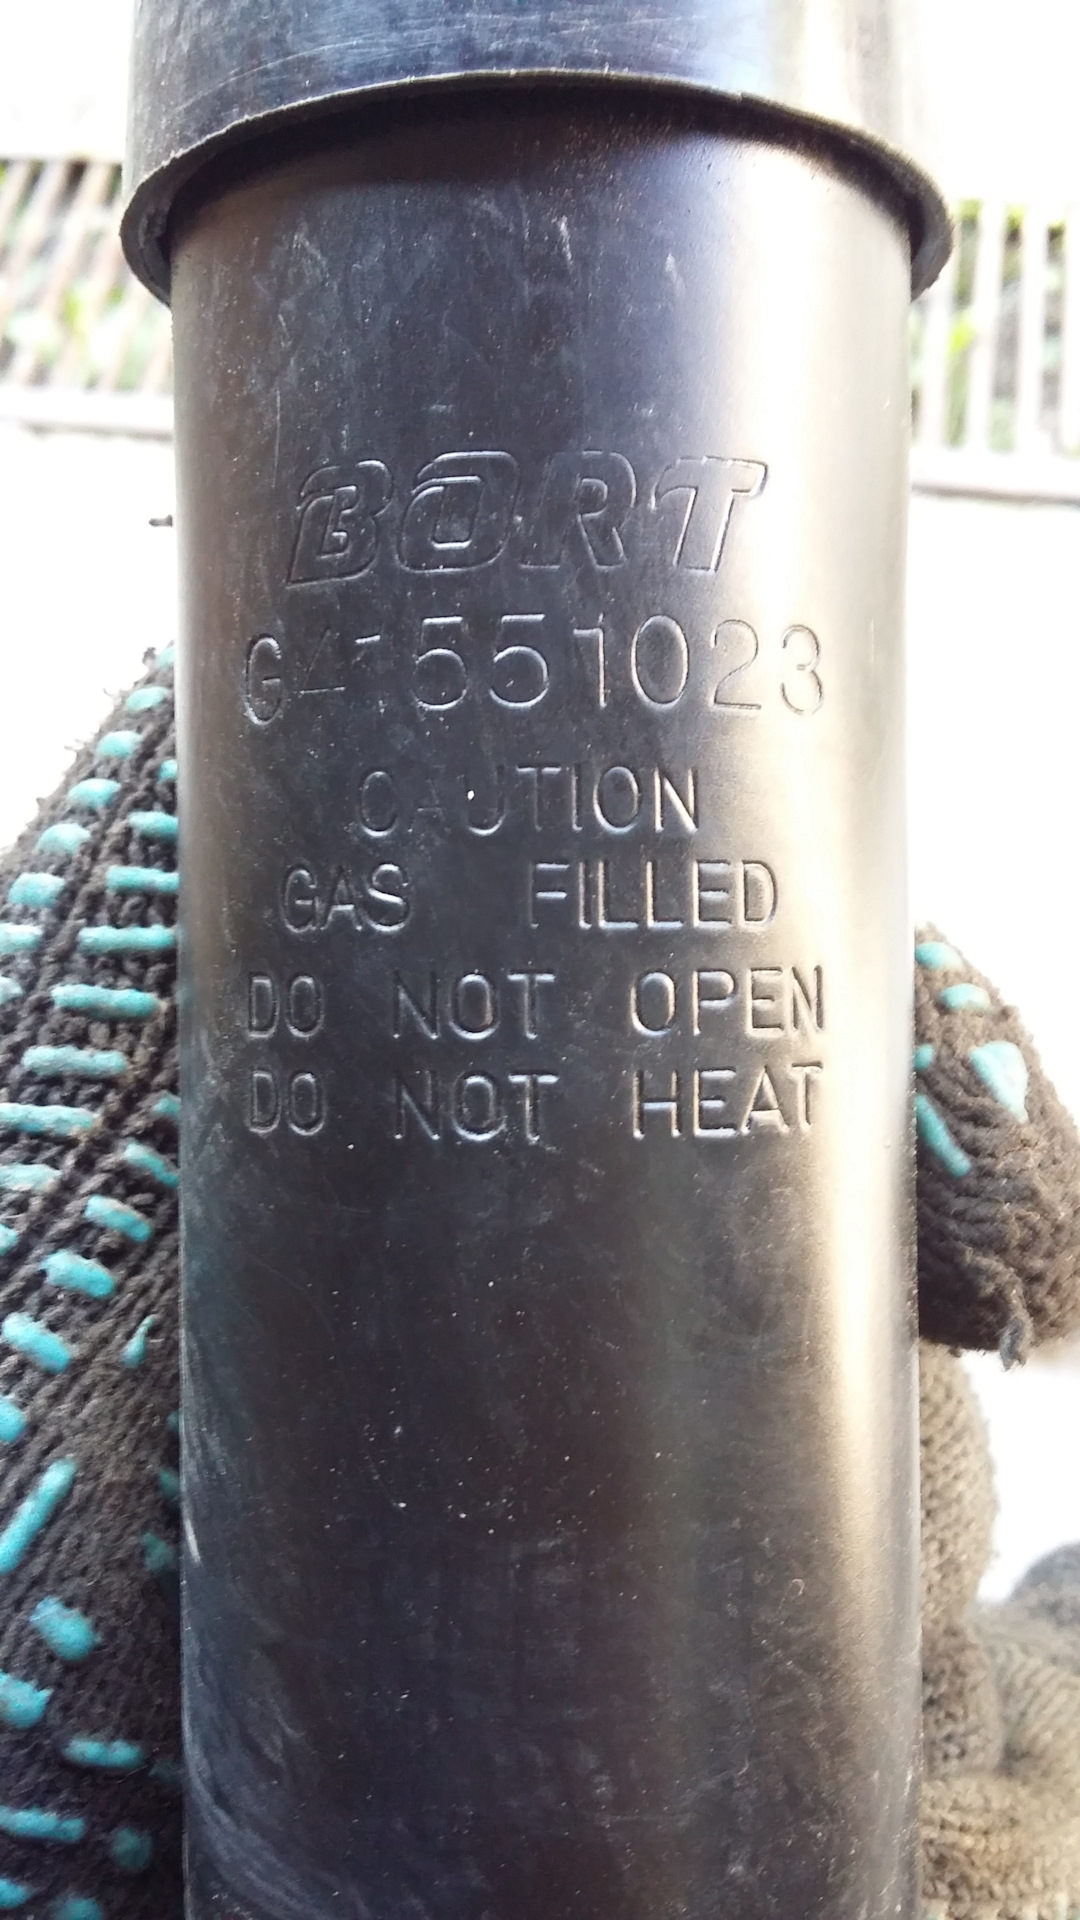 BORT
G41551023
CAUTION
GAS FILLED
DO NOT OPEN
DO NOT HEAT